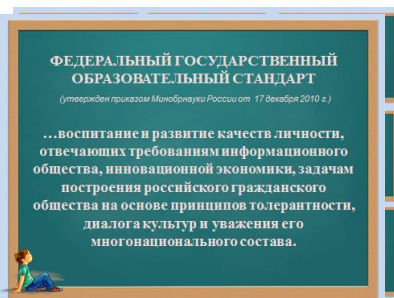 ФЕДЕРАЛЬНЫЙ ГОСУДАРСТВЕННЫЙ
ОБРАЗОВАТЕЛЬНЫЙ СТАНДАРТ
(утвержден приказом Минобрнауки России от 17 декабря 2010 г.)
…воспитание и развитие качеств личности,
отвечающих требованиям информационного
общества, инновационной экономики, задачам
построения российского гражданского
общества на основе принципов толерантности,
диалога культур и уважения его
многонационального состава.